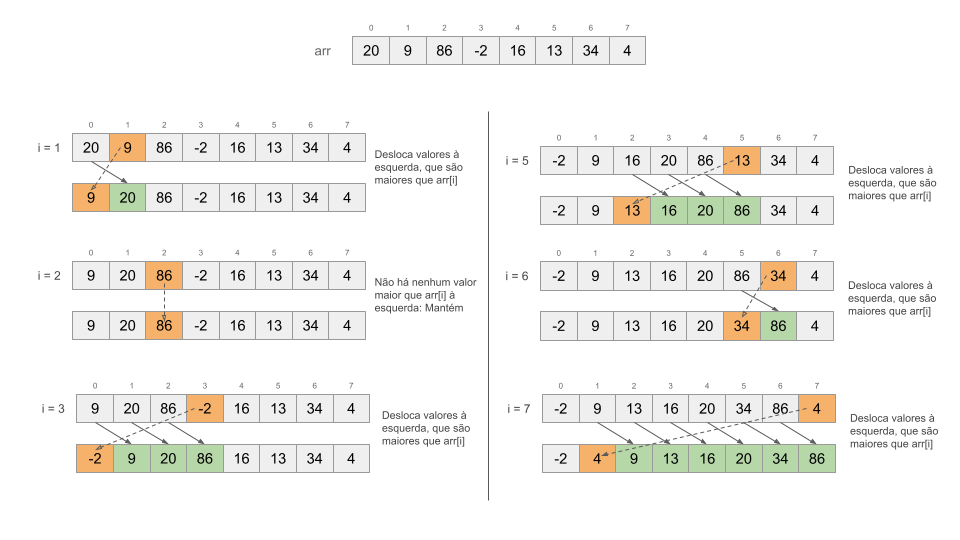 0 1 2 3 4 5 6 7
arr 20 9 86 -2 16 13 34 4
0 1 2 3 4 5 6 7
i = 1 20 9 86 -2 16 13 34 4
Desloca valores à
esquerda, que são
maiores que arr[i]
9 20 86 -2 16 13 34 4
0 1 2 3 4 5 6 7
i = 2 9 20 86 -2 16 13 34 4
Não há nenhum valor
maior que arr[i] à
esquerda: Mantém
9 20 86 -2 16 13 34 4
0 1 2 3 4 5 6 7
i = 3 9 20 86 -2 16 13 34 4
Desloca valores à
esquerda, que são
maiores que arr[i]
-2 9 20 86 16 13 34 4
0 1 2 3 4 5 6 7
i = 5 -2 9 16 20 86 13 34 4
Desloca valores à
esquerda, que são
maiores que arr[i]
-2 9 13 16 20 86 34 4
0 1 2 3 4 5 6 7
i = 6 -2 9 13 16 20 86 34 4
Desloca valores à
esquerda, que são
maiores que arr[i]
-2 9 13 16 20 34 86 4
0 1 2 3 4 5 6 7
i = 7 -2 9 13 16 20 34 86 4
Desloca valores à
esquerda, que são
maiores que arr[i]
-2 4 9 13 16 20 34 86